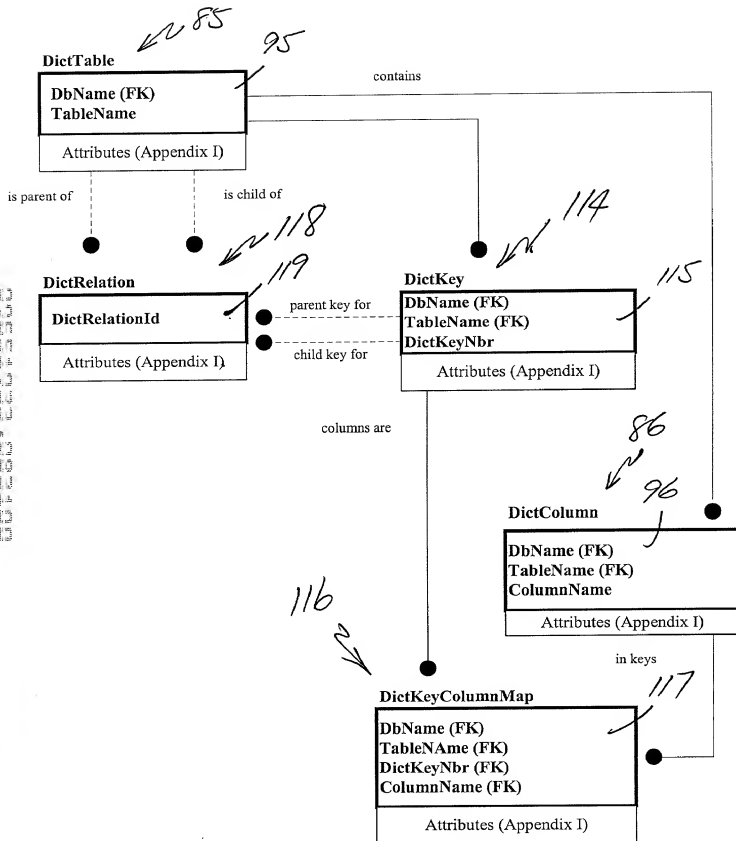 85
95
DictTable
contains
DbName (FK)
TableName
Attributes (Appendix I)
is parent of
is child of
118
114
119
115
DictRelation
DictKey
DictRelationId
parent key for
DbName (FK)
TableName (FK)
DictKeyNbr
Attributes (Appendix I)
child key for
Attributes (Appendix I)
columns are
86
96
DictColumn
DbName (FK)
TableName (FK)
ColumnName
Attributes (Appendix I)
116
in keys
117
DictKeyColumnMap
DbName (FK)
TableNAme (FK)
DictKeyNbr (FK)
ColumnName (FK)
Attributes (Appendix I)